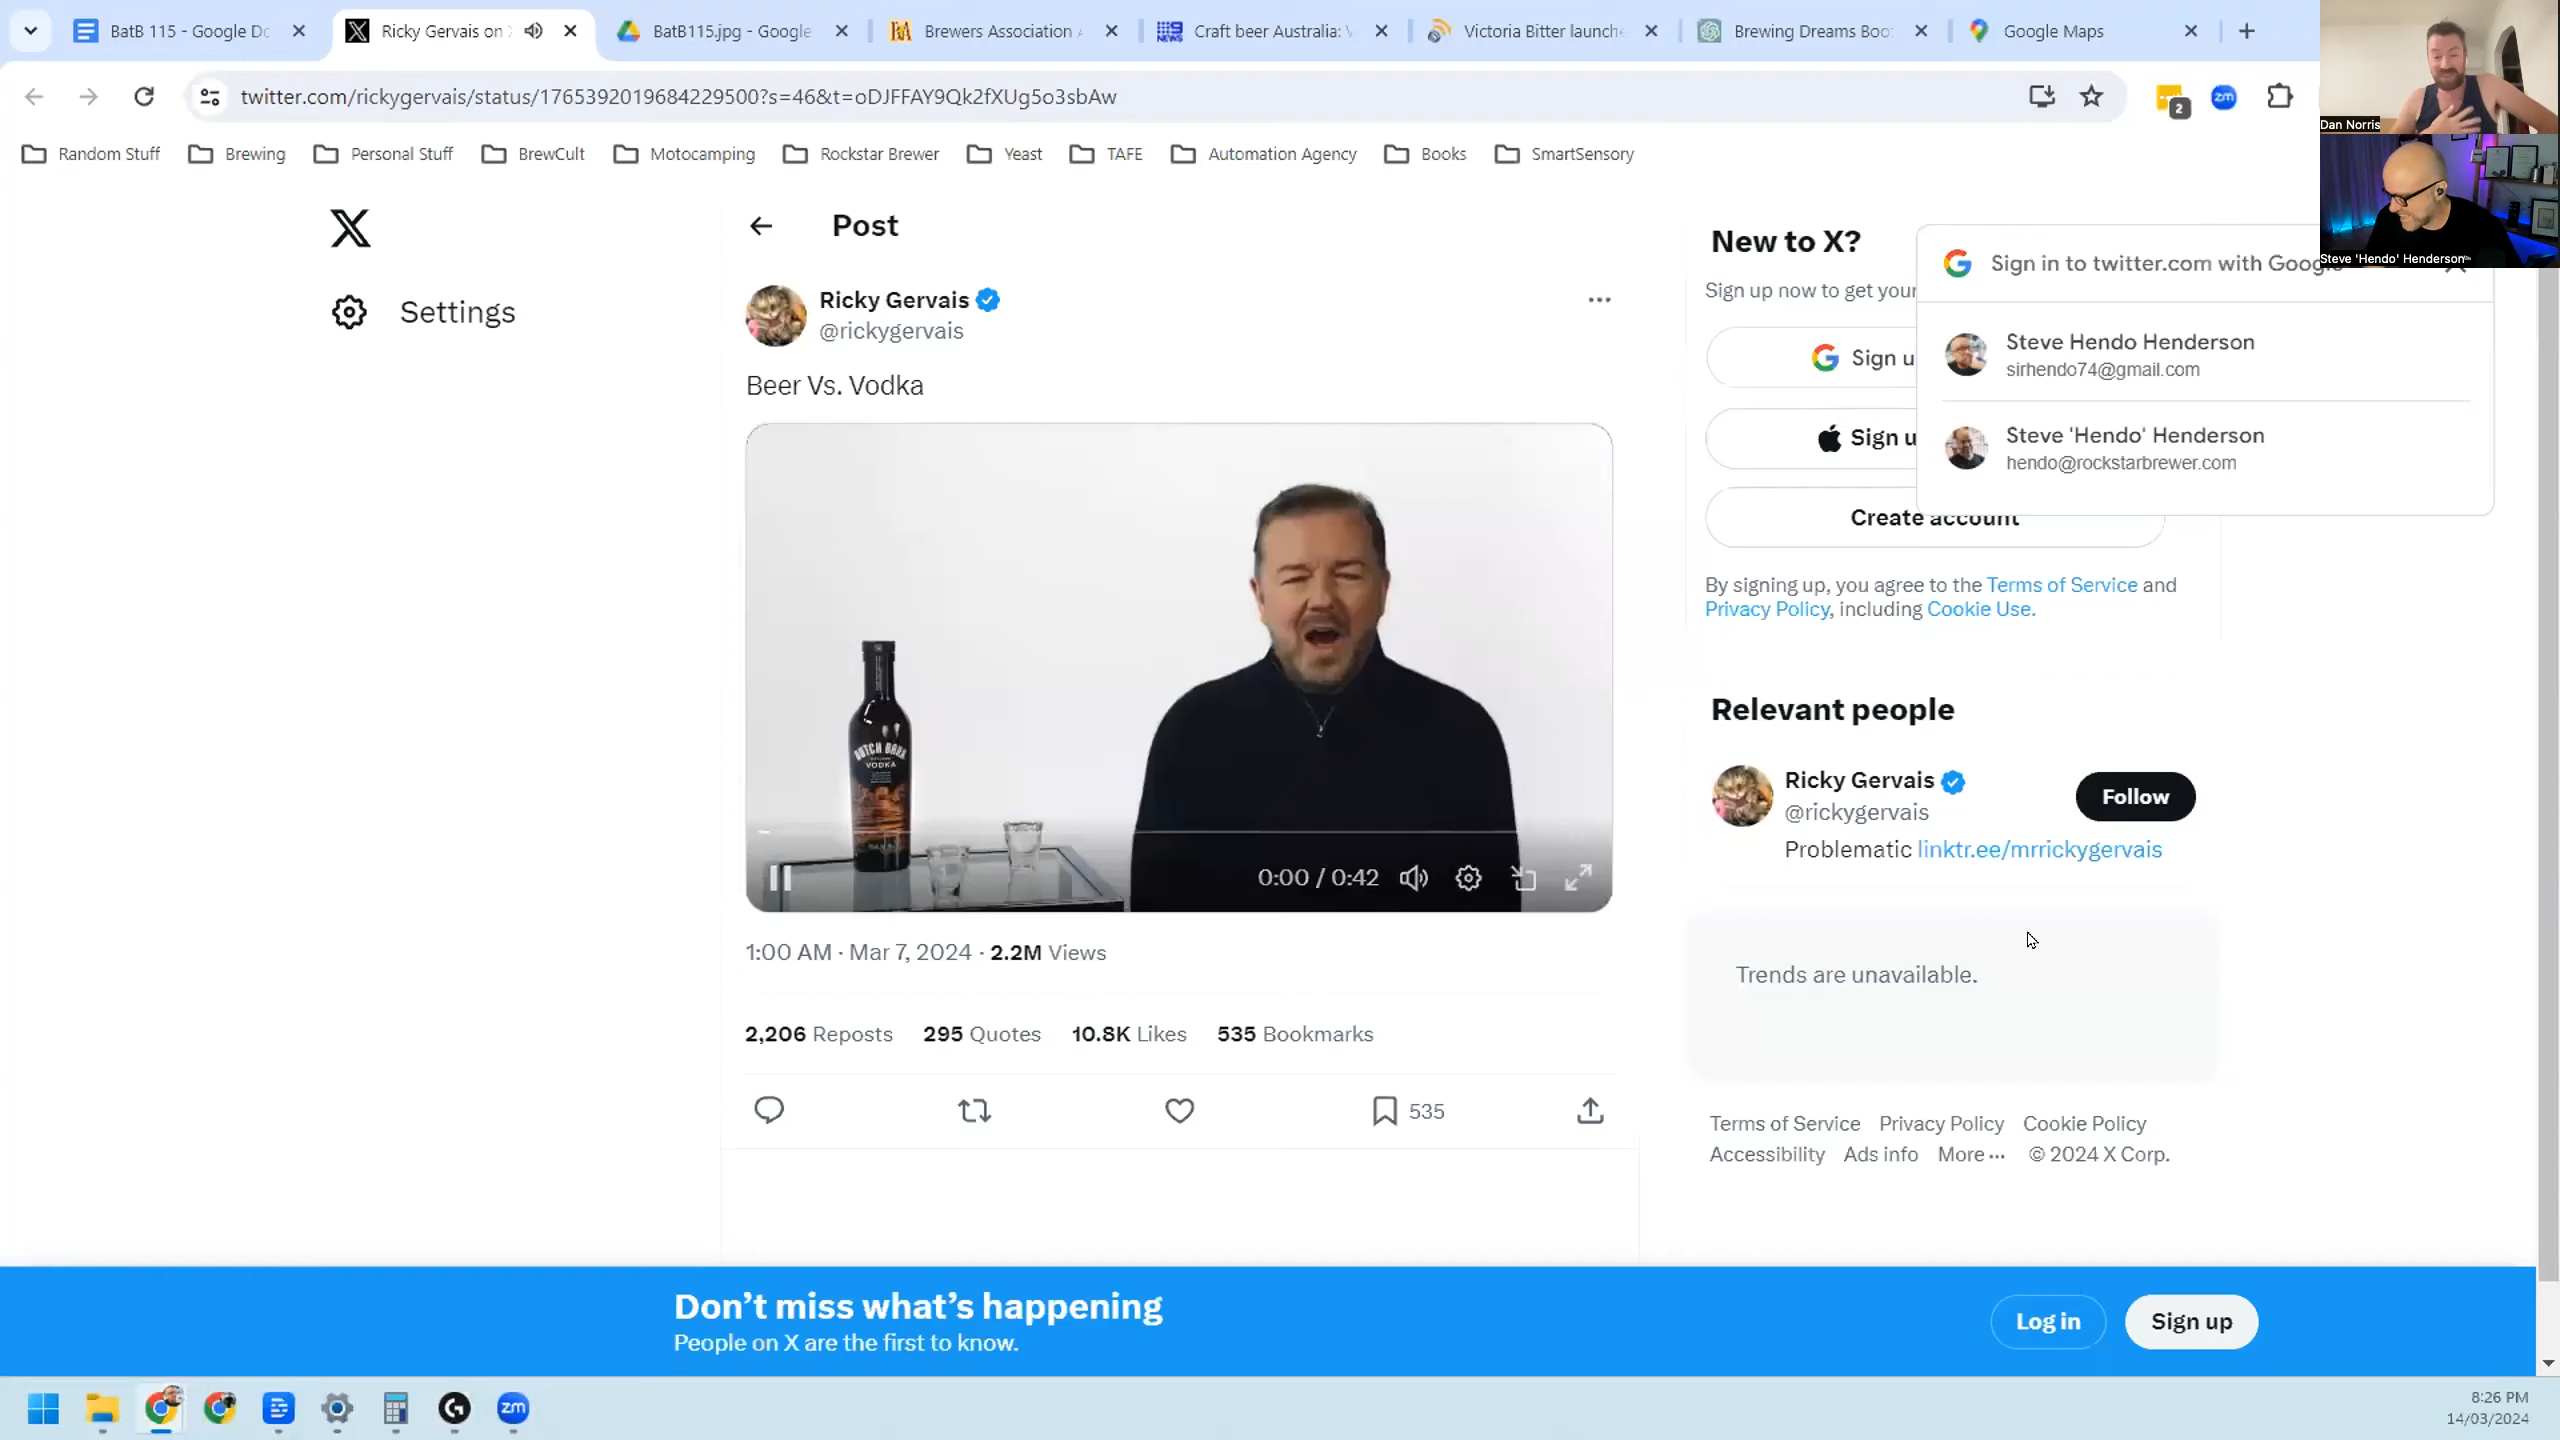 BatB 115 - Google Dc
Ricky Gervais on X
BatB115.jpg - Google
Brewers Association A
Craft beer Australia: V
Victoria Bitter launche
Brewing Dreams Boo
Google Maps
twitter.com/rickygervais/status/1765392019684229500?s=46&t=oDJFFAY9Qk2fXUg5o3sbAw
2
zm
Random Stuff
Brewing
Personal Stuff
BrewCult
Motocamping
Rockstar Brewer
Yeast
TAFE
Automation Agency
Books
SmartSensory
Dan Norris
Steve 'Hendo' Henderson
Settings
Post
Ricky Gervais
@rickygervais
Beer Vs. Vodka
DUTCH BARN
VODKA
0:00 / 0:42
1:00 AM · Mar 7, 2024 · 2.2M Views
2,206 Reposts 295 Quotes 10.8K Likes 535 Bookmarks
535
New to X?
Sign up now to get your
Sign u
Sign u
Create account
Sign in to twitter.com with Google
Steve Hendo Henderson
sirhendo74@gmail.com
Steve 'Hendo' Henderson
hendo@rockstarbrewer.com
By signing up, you agree to the Terms of Service and
Privacy Policy, including Cookie Use.
Relevant people
Ricky Gervais
@rickygervais
Follow
Problematic linktr.ee/mrrickygervais
Trends are unavailable.
Terms of Service Privacy Policy Cookie Policy
Accessibility Ads info More ··· © 2024 X Corp.
Don’t miss what’s happening
People on X are the first to know.
Log in
Sign up
zm
8:26 PM
14/03/2024